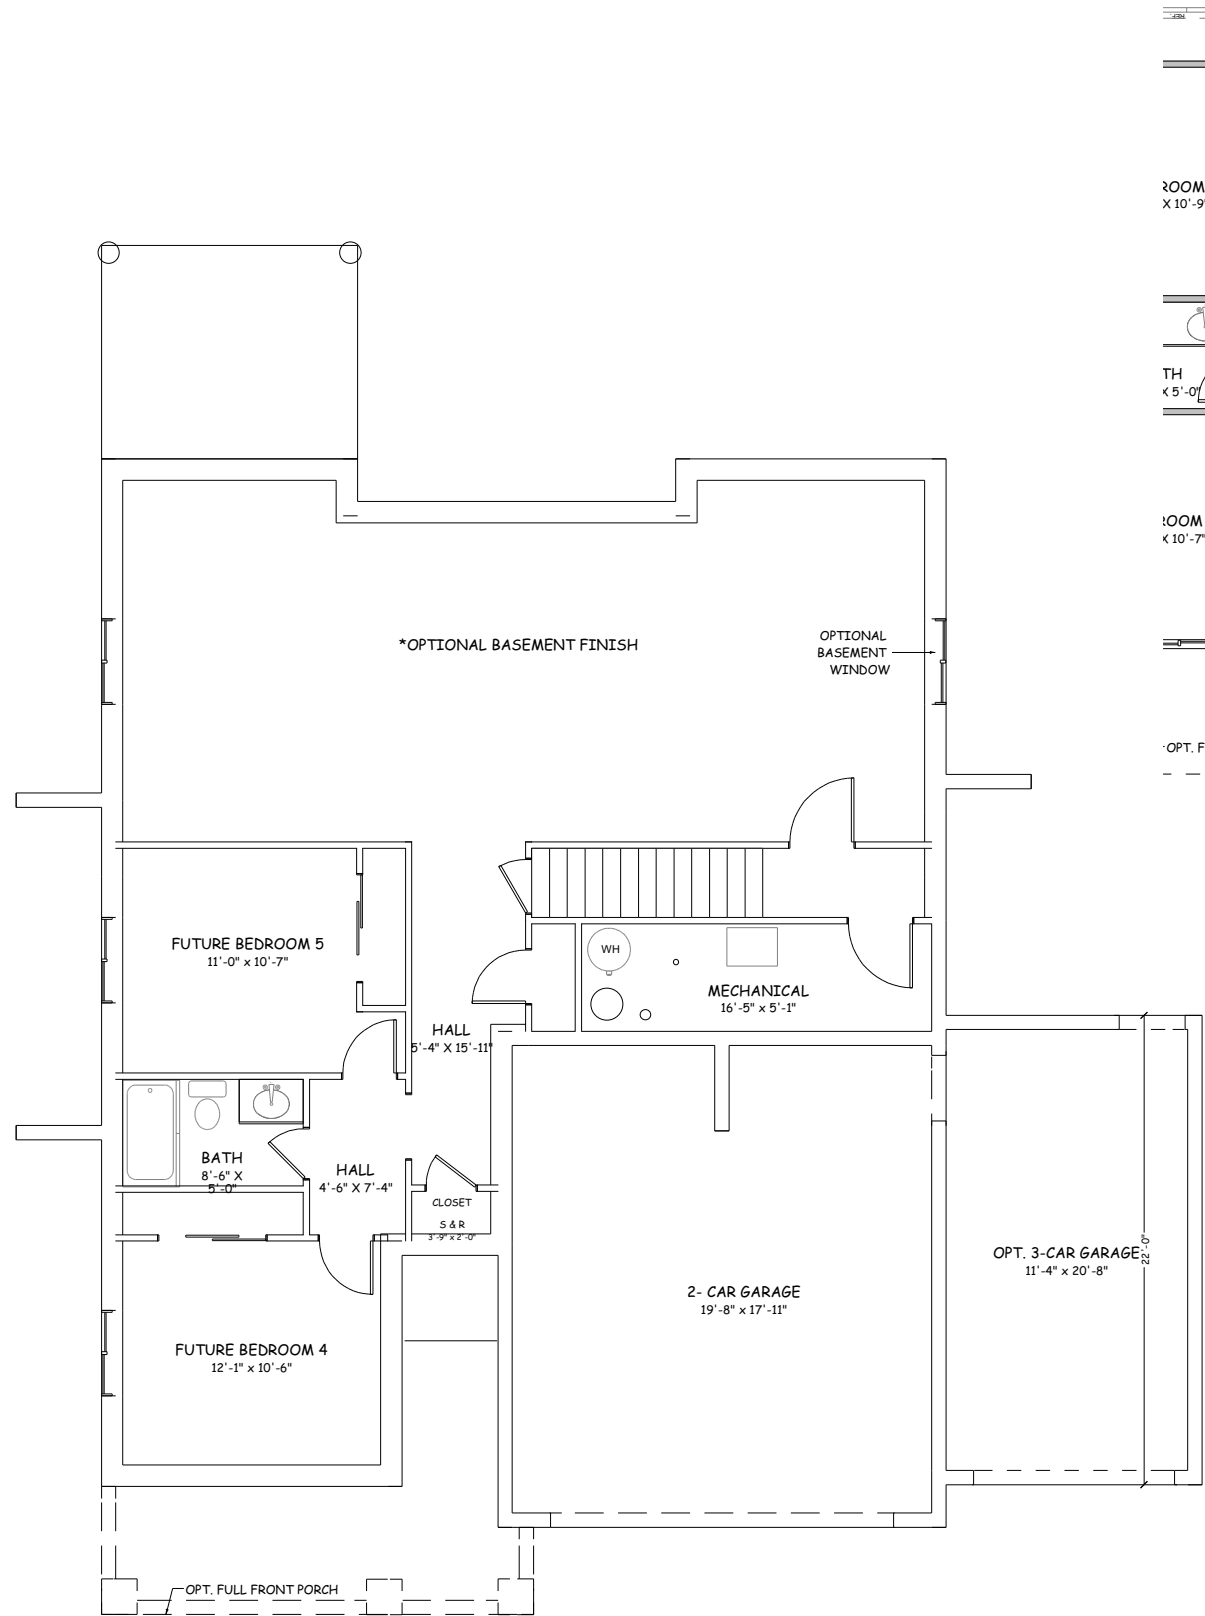 REF.
ROOM
X 10'-9"
TH
X 5'-0"
ROOM
X 10'-7"
OPT. F
*OPTIONAL BASEMENT FINISH
OPTIONAL
BASEMENT
WINDOW
FUTURE BEDROOM 5
11'-0" x 10'-7"
WH
MECHANICAL
16'-5" x 5'-1"
HALL
5'-4" X 15'-11"
BATH
8'-6" X
5'-0"
HALL
4'-6" X 7'-4"
CLOSET
S & R
3'-9" x 2'-0"
OPT. 3-CAR GARAGE
11'-4" x 20'-8"
22'-0"
2- CAR GARAGE
19'-8" x 17'-11"
FUTURE BEDROOM 4
12'-1" x 10'-6"
OPT. FULL FRONT PORCH